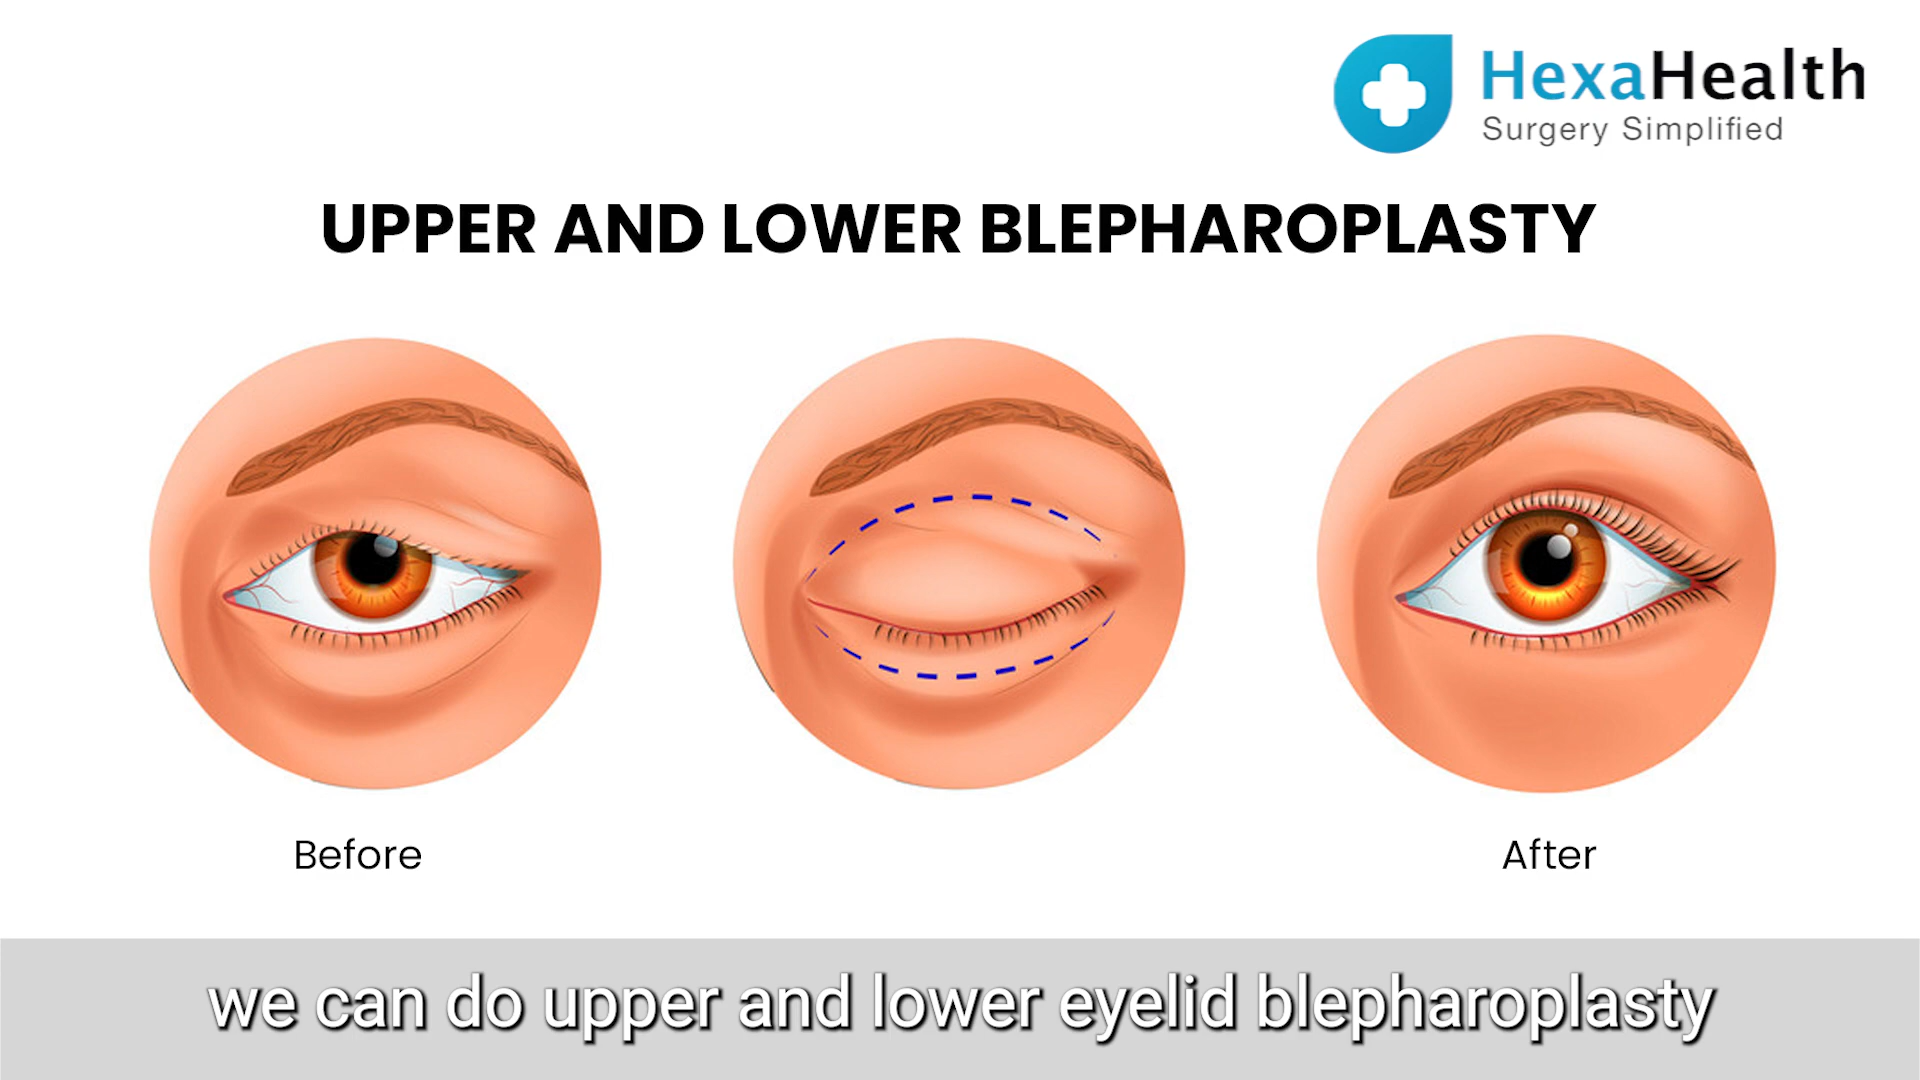 HexaHealth
Surgery Simplified
UPPER AND LOWER BLEPHAROPLASTY
Before
After
we can do upper and lower eyelid blepharoplasty